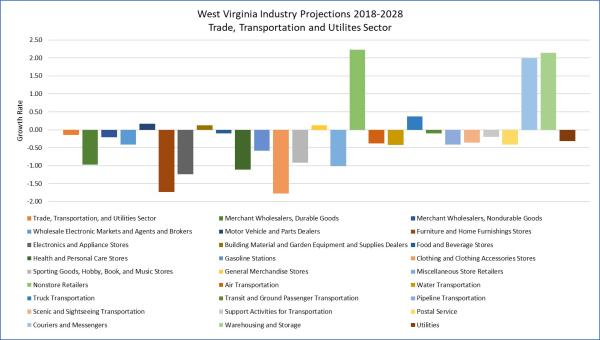 West Virginia Industry Projections 2018-2028
Trade, Transportation and Utilites Sector
2.50
2.00
1.50
1.00
0.50
0.00
-0.50
-1.00
-1.50
-2.00
Growth Rate
Trade, Transportation, and Utilities Sector Merchant Wholesalers, Durable Goods Merchant Wholesalers, Nondurable Goods
Wholesale Electronic Markets and Agents and Brokers Motor Vehicle and Parts Dealers Furniture and Home Furnishings Stores
Electronics and Appliance Stores Building Material and Garden Equipment and Supplies Dealers Food and Beverage Stores
Health and Personal Care Stores Gasoline Stations Clothing and Clothing Accessories Stores
Sporting Goods, Hobby, Book, and Music Stores General Merchandise Stores Miscellaneous Store Retailers
Nonstore Retailers Air Transportation Water Transportation
Truck Transportation Transit and Ground Passenger Transportation Pipeline Transportation
Scenic and Sightseeing Transportation Support Activities for Transportation Postal Service
Couriers and Messengers Warehousing and Storage Utilities